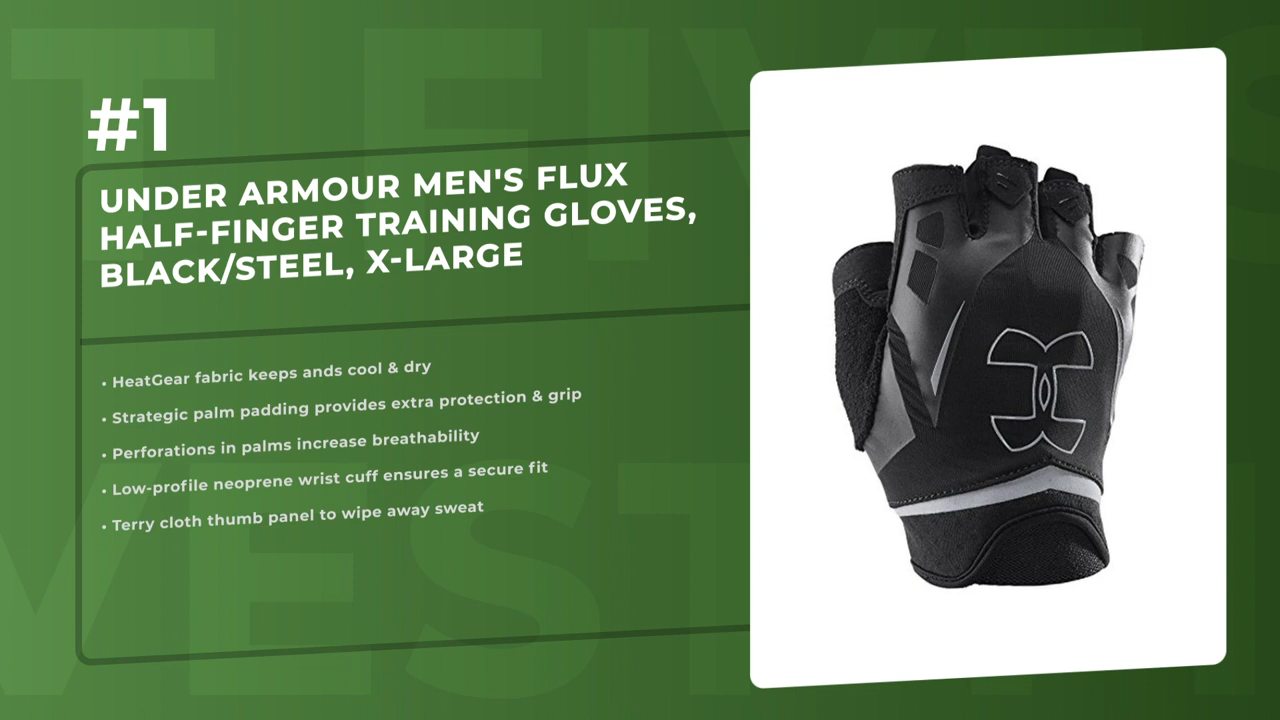 #1
UNDER ARMOUR MEN'S FLUX
HALF-FINGER TRAINING GLOVES,
BLACK/STEEL, X-LARGE
• HeatGear fabric keeps ands cool & dry
• Strategic palm padding provides extra protection & grip
• Perforations in palms increase breathability
• Low-profile neoprene wrist cuff ensures a secure fit
• Terry cloth thumb panel to wipe away sweat